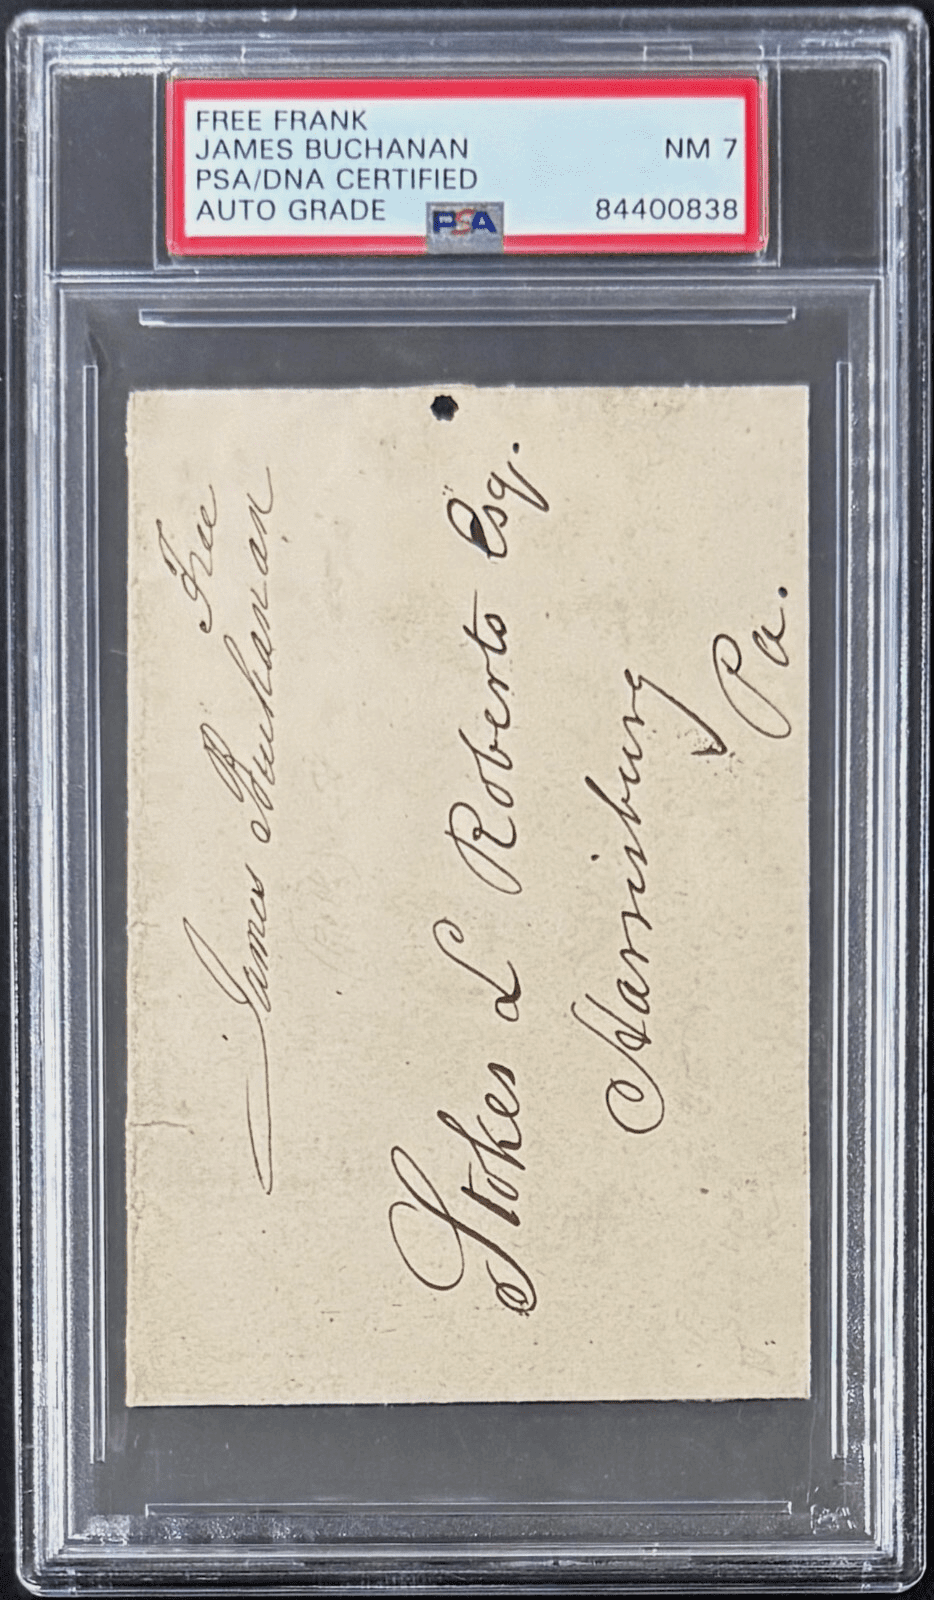 FREE FRANK
JAMES BUCHANAN NM 7
PSA/DNA CERTIFIED
AUTO GRADE PSA 84400838
Free
James Buchanan
Stokes L Roberts Esq.
Harrisburg
Pa.